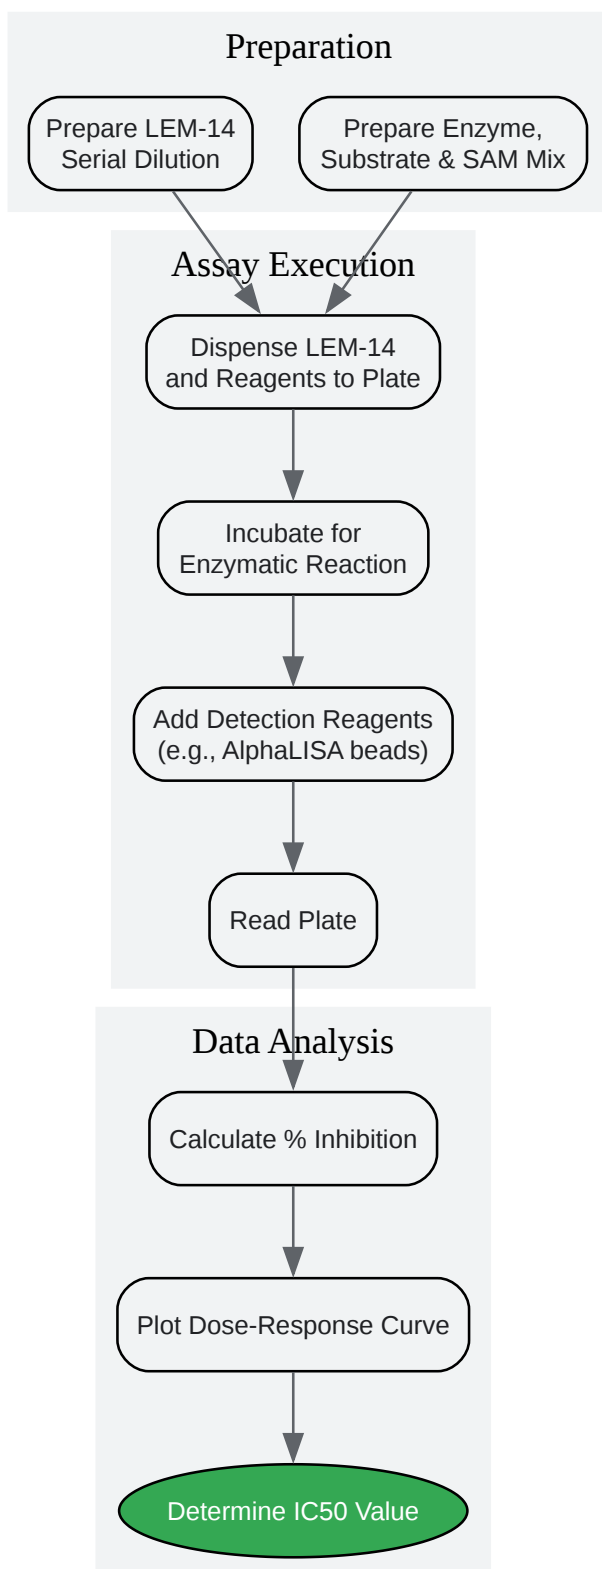 Preparation
Prepare LEM-14
Serial Dilution
Prepare Enzyme,
Substrate & SAM Mix
Assay Execution
Dispense LEM-14
and Reagents to Plate
Incubate for
Enzymatic Reaction
Add Detection Reagents
(e.g., AlphaLISA beads)
Read Plate
Data Analysis
Calculate % Inhibition
Plot Dose-Response Curve
Determine IC50 Value